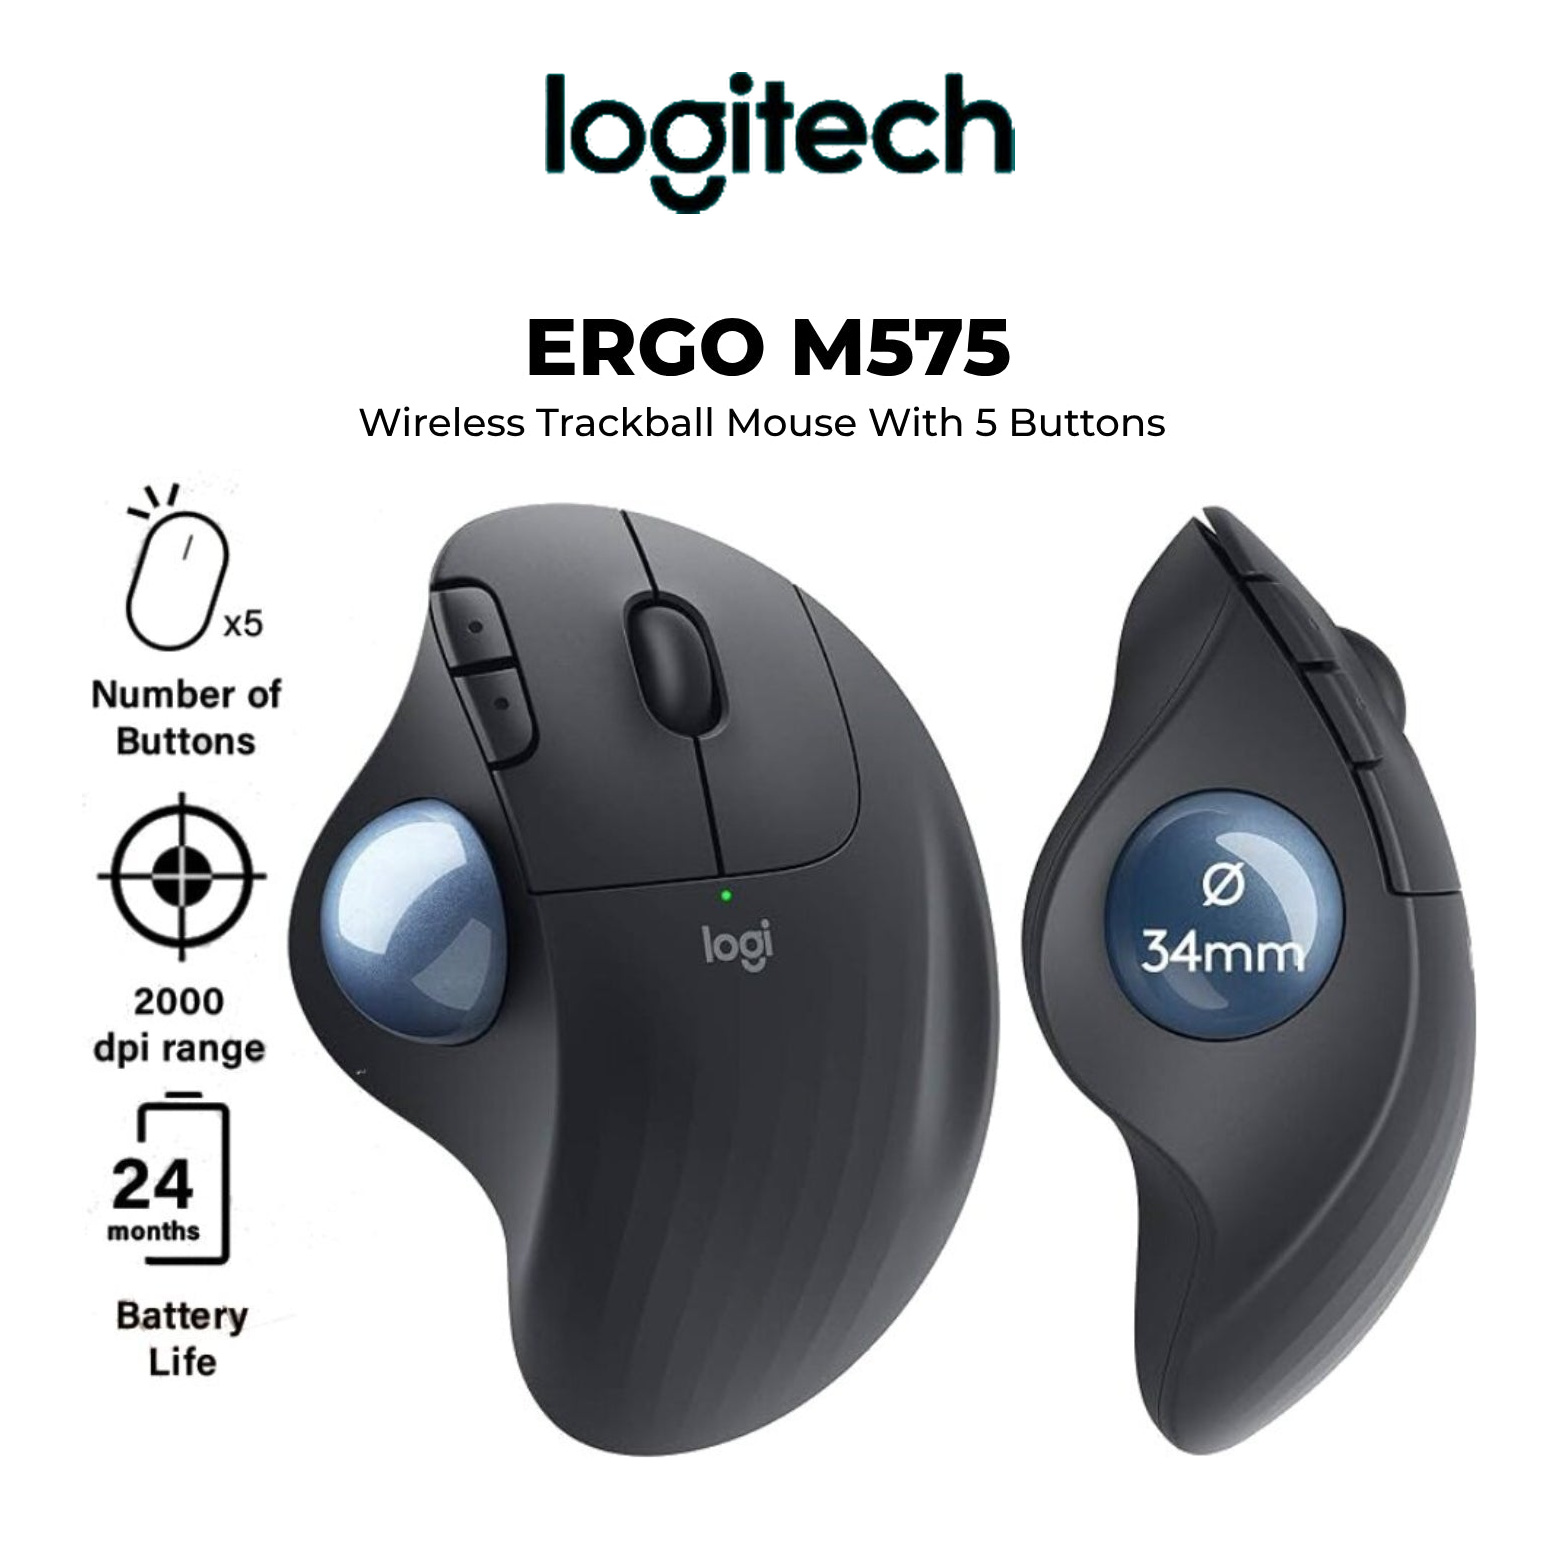 logitech
ERGO M575
Wireless Trackball Mouse With 5 Buttons
x5
Number of
Buttons
2000
dpi range
24
months
Battery
Life
logi
Ø
34mm